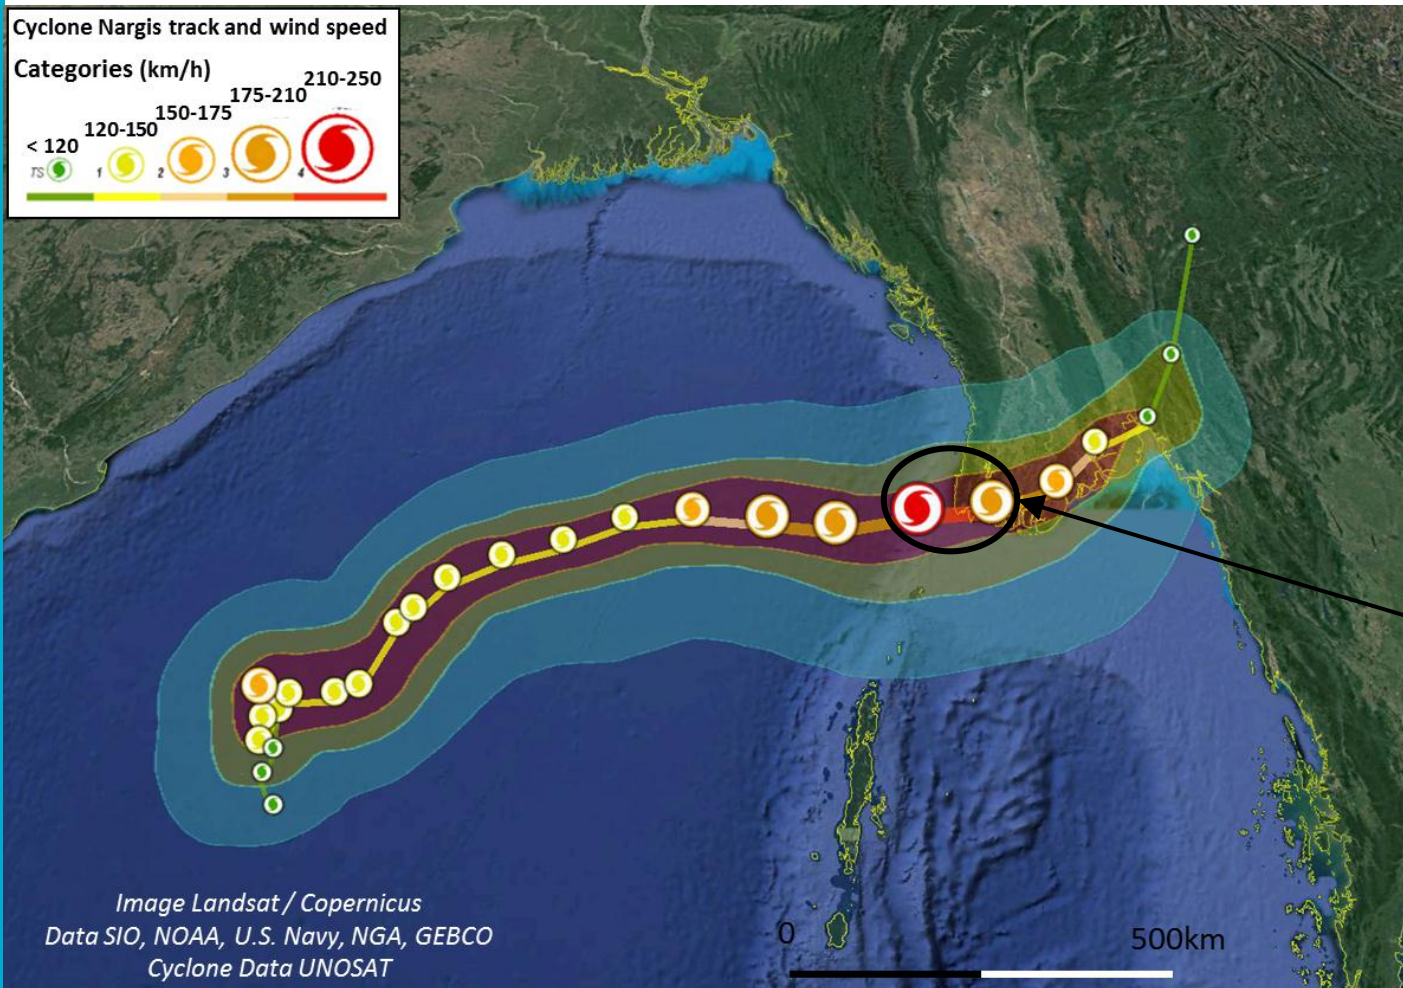 Cyclone Nargis track and wind speed
Categories (km/h)
< 120 120-150 150-175 175-210 210-250
TS 1 2 3 4
Image Landsat / Copernicus
Data SIO, NOAA, U.S. Navy, NGA, GEBCO
Cyclone Data UNOSAT
0 500km